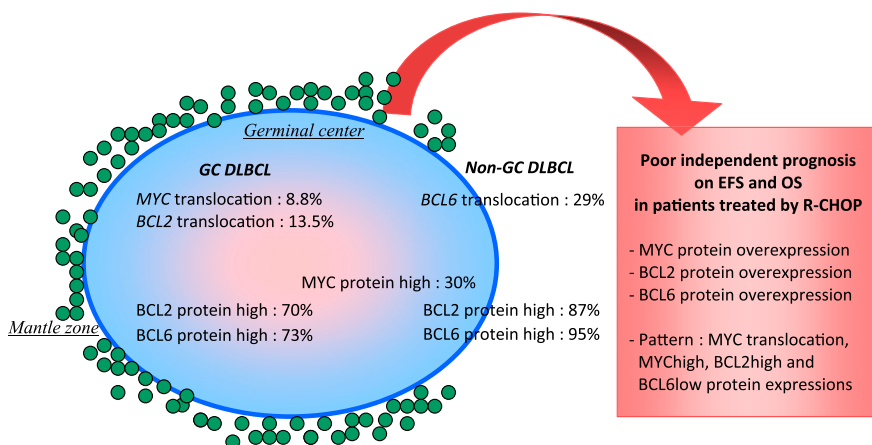 Germinal center
GC DLBCL
Non-GC DLBCL
MYC translocation : 8.8%
BCL2 translocation : 13.5%
BCL6 translocation : 29%
MYC protein high : 30%
BCL2 protein high : 70%
BCL6 protein high : 73%
BCL2 protein high : 87%
BCL6 protein high : 95%
Mantle zone
Poor independent prognosis
on EFS and OS
in patients treated by R-CHOP
- MYC protein overexpression
- BCL2 protein overexpression
- BCL6 protein overexpression
- Pattern : MYC translocation,
MYChigh, BCL2high and
BCL6low protein expressions